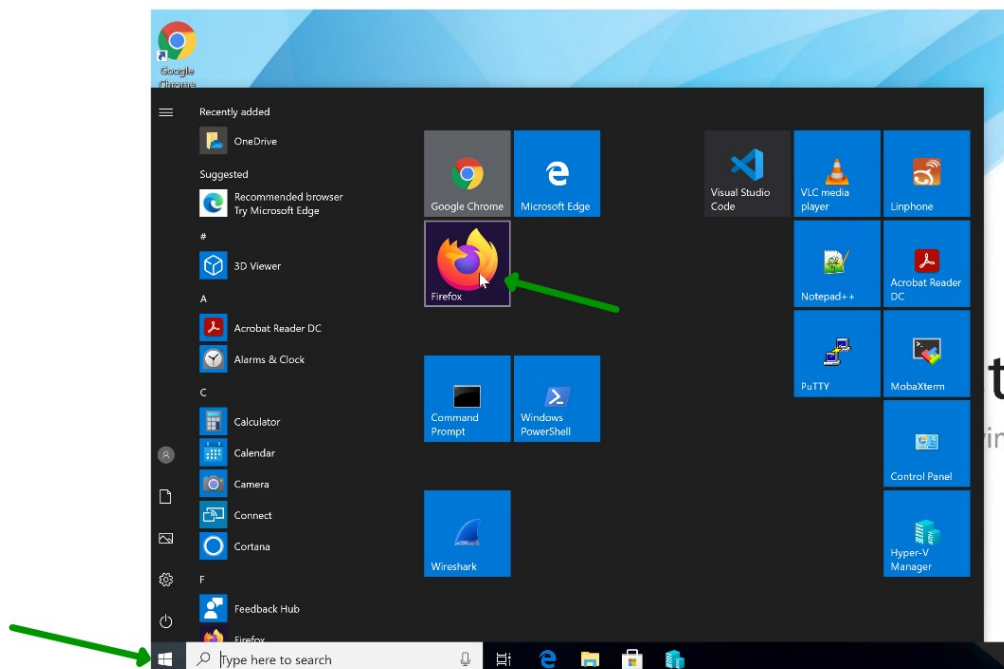 Google
Chrome
Recently added
OneDrive
Suggested
Recommended browser
Try Microsoft Edge
#
3D Viewer
A
Acrobat Reader DC
Alarms & Clock
C
Calculator
Calendar
Camera
Connect
Cortana
F
Feedback Hub
Firefox
Google Chrome
Microsoft Edge
Firefox
Command
Prompt
Windows
PowerShell
Wireshark
Visual Studio
Code
VLC media
player
Linphone
Notepad++
Acrobat Reader
DC
PuTTY
MobaXterm
Control Panel
Hyper-V
Manager
Type here to search